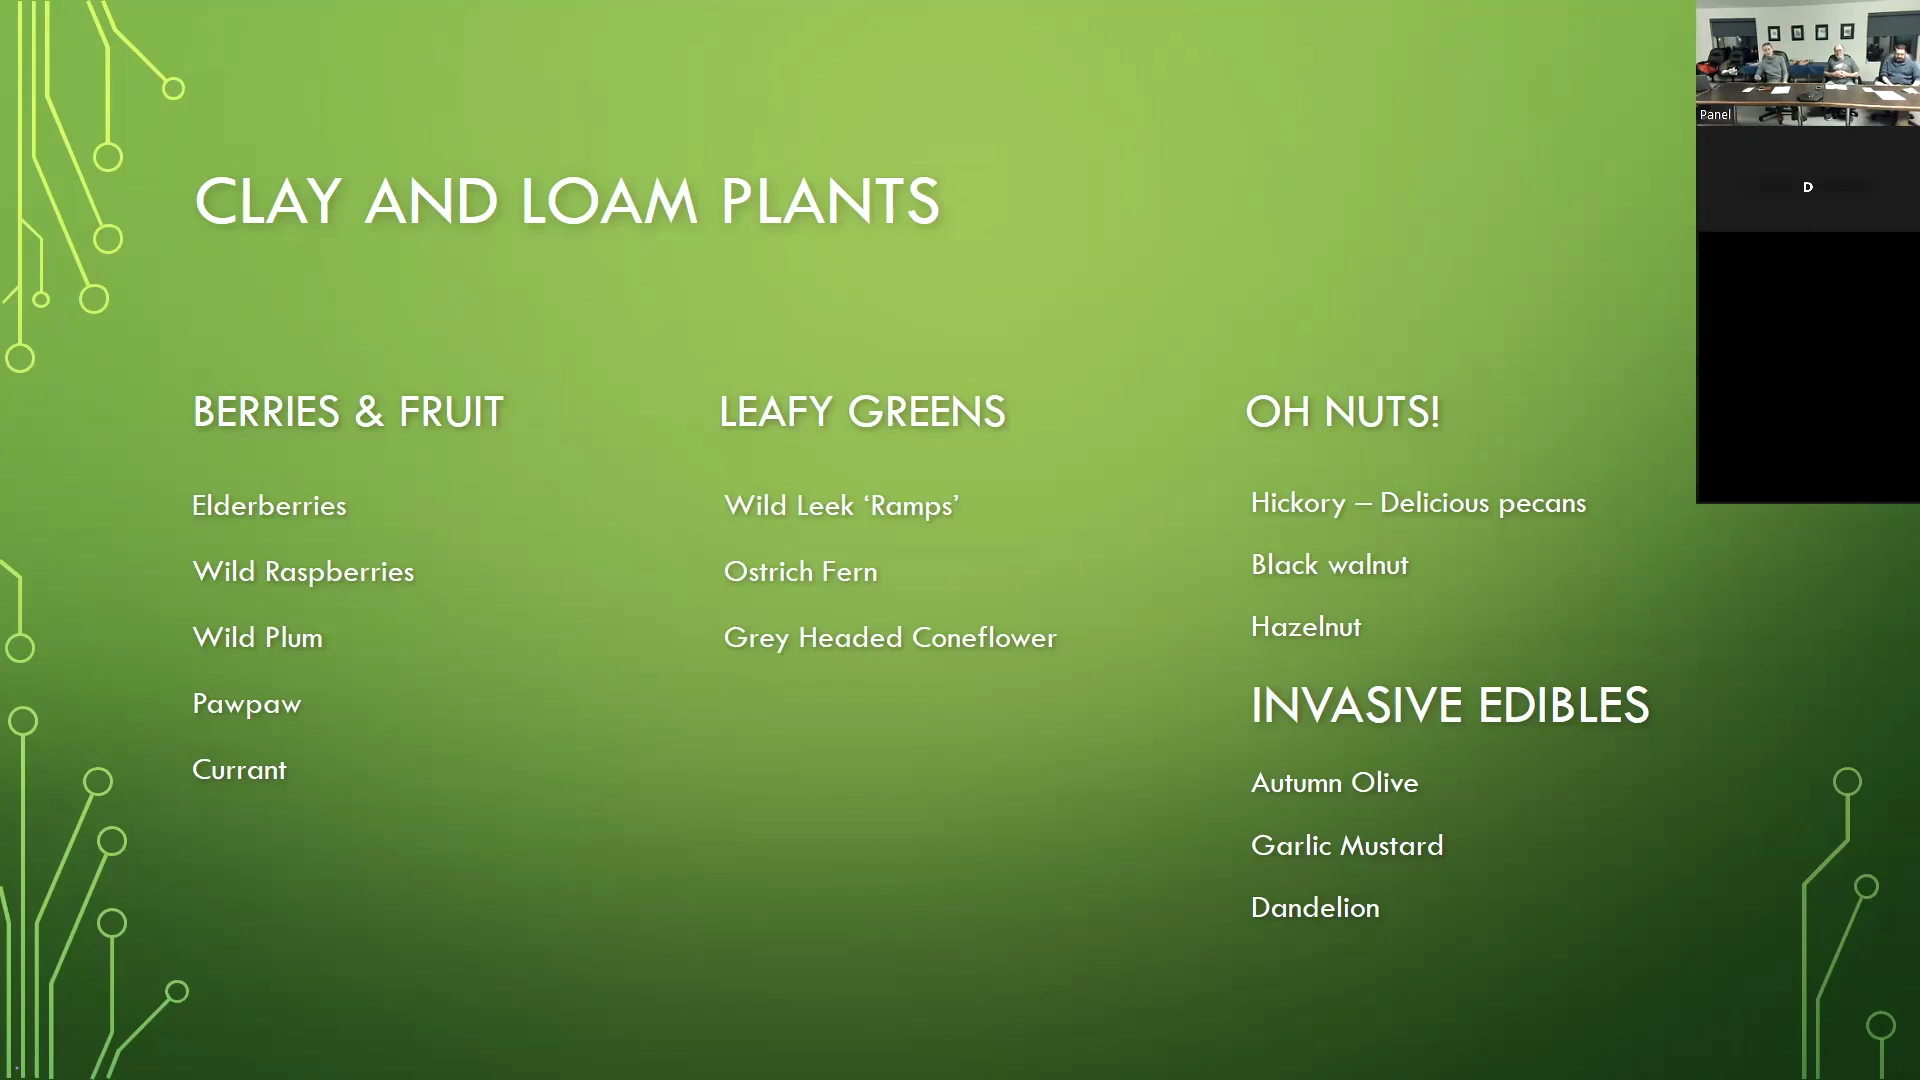 CLAY AND LOAM PLANTS
BERRIES & FRUIT
Elderberries
Wild Raspberries
Wild Plum
Pawpaw
Currant
LEAFY GREENS
Wild Leek ‘Ramps’
Ostrich Fern
Grey Headed Coneflower
OH NUTS!
Hickory – Delicious pecans
Black walnut
Hazelnut
INVASIVE EDIBLES
Autumn Olive
Garlic Mustard
Dandelion
Panel
D